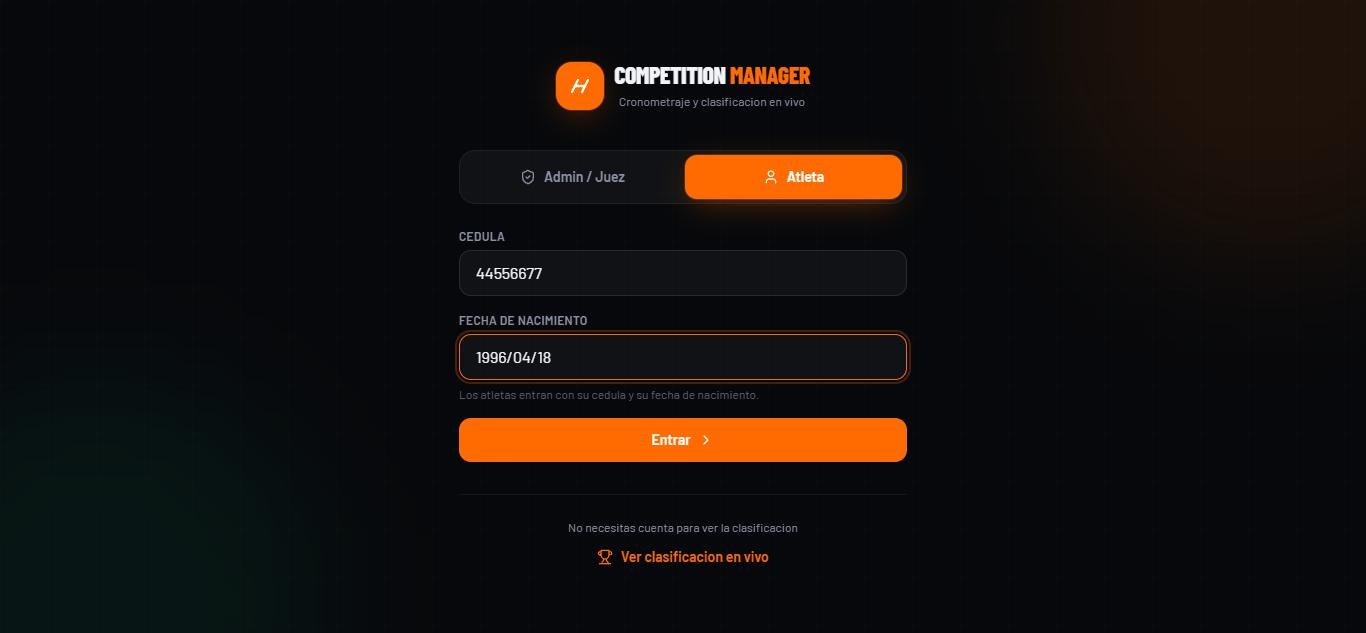 COMPETITION MANAGER
Cronometraje y clasificacion en vivo
Admin / Juez
Atleta
CEDULA
44556677
FECHA DE NACIMIENTO
1996/04/18
Los atletas entran con su cedula y su fecha de nacimiento.
Entrar
No necesitas cuenta para ver la clasificacion
Ver clasificacion en vivo